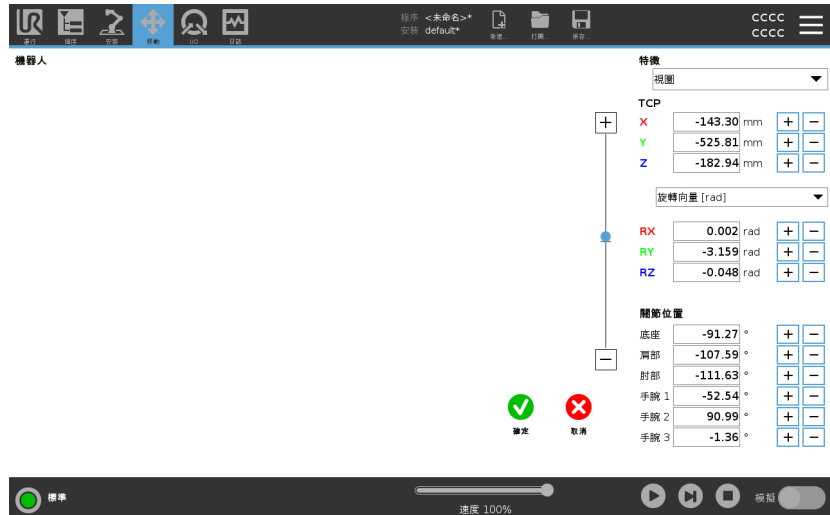 UR
運行 程序 安裝 移動 I/O 日誌
程序 <未命名>*
安裝 default*
新建... 打開... 保存...
CCCC
CCCC
機器人
特徵
視圖
TCP
X -143.30 mm + −
Y -525.81 mm + −
Z -182.94 mm + −
旋轉向量 [rad]
RX 0.002 rad + −
RY -3.159 rad + −
RZ -0.048 rad + −
關節位置
底座 -91.27 ° + −
肩部 -107.59 ° + −
肘部 -111.63 ° + −
手腕 1 -52.54 ° + −
手腕 2 90.99 ° + −
手腕 3 -1.36 ° + −
+
−
確定 取消
標準
速度 100%
模擬